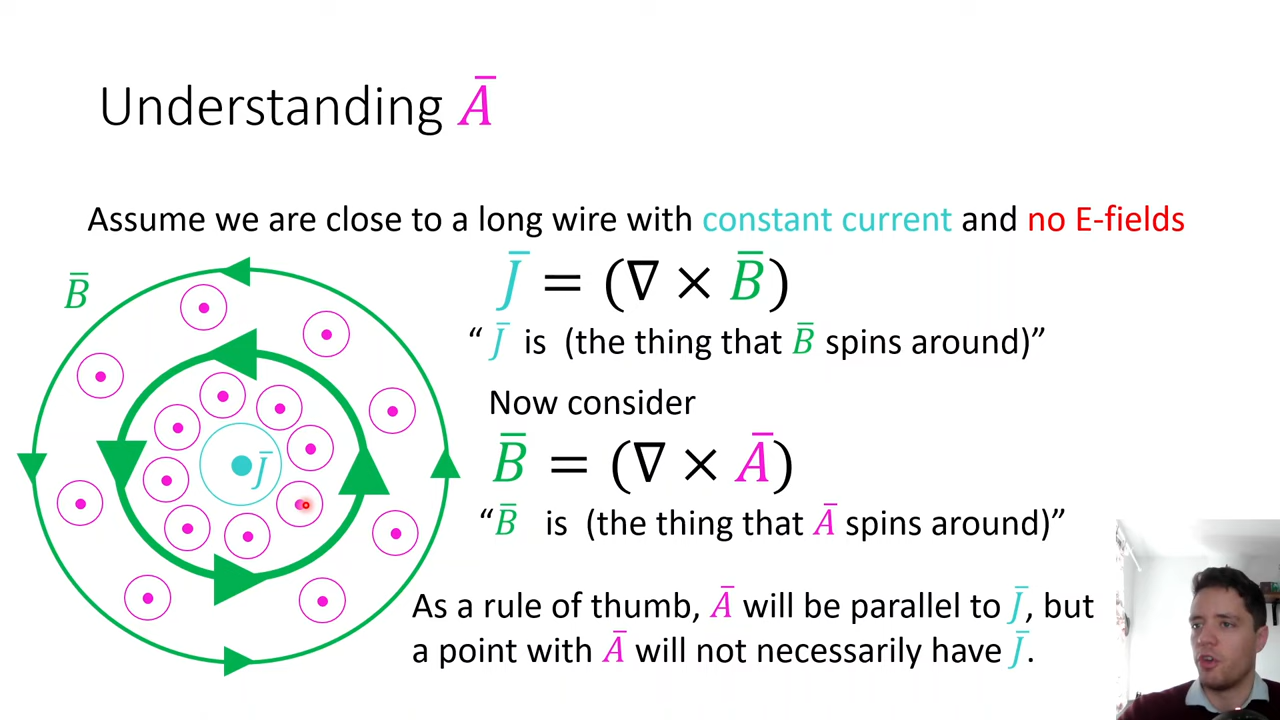 Understanding A̅
Assume we are close to a long wire with constant current and no E-fields
B̅
J̅ = (∇ × B̅)
“ J̅ is (the thing that B̅ spins around)”
Now consider
J̅
B̅ = (∇ × A̅)
“B̅ is (the thing that A̅ spins around)”
As a rule of thumb, A̅ will be parallel to J̅, but
a point with A̅ will not necessarily have J̅.